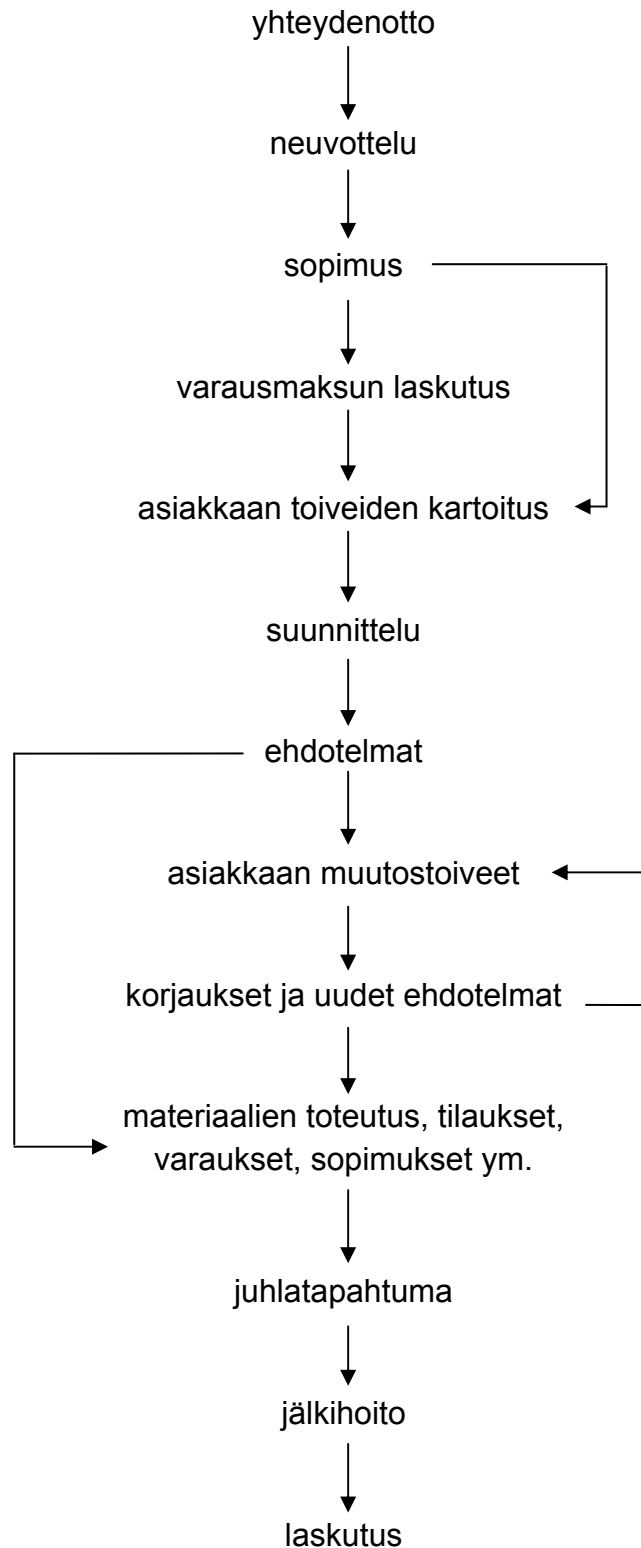 yhteydenotto
neuvottelu
sopimus
varausmaksun laskutus
asiakkaan toiveiden kartoitus
suunnittelu
ehdotelmat
asiakkaan muutostoiveet
korjaukset ja uudet ehdotelmat
materiaalien toteutus, tilaukset,
varaukset, sopimukset ym.
juhlatapahtuma
jälkihoito
laskutus